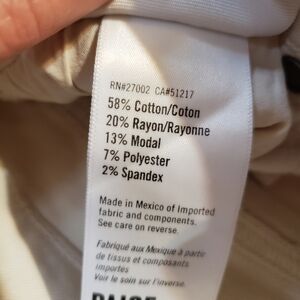 RN#27002 CA#51217
58% Cotton/Coton
20% Rayon/Rayonne
13% Modal
7% Polyester
2% Spandex
Made in Mexico of Imported
fabric and components.
See care on reverse.
Fabriqué aux Mexique à partir
de tissus et composants
importés
Voir le soin sur l'inverse.
PAIGE